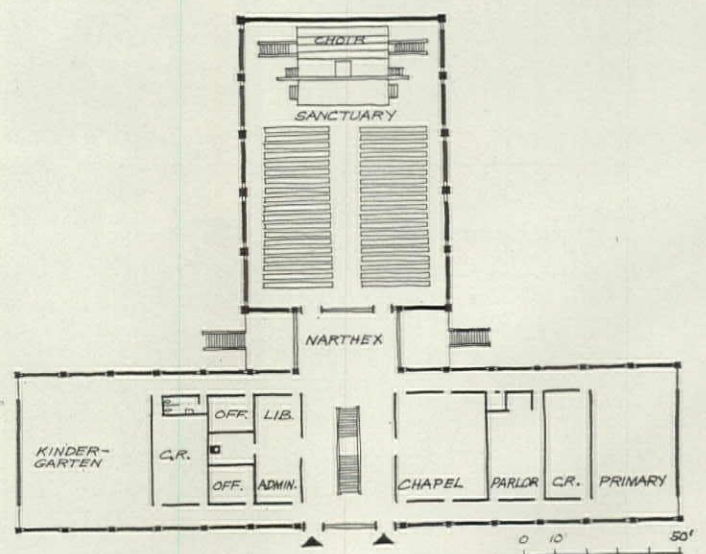 CHOIR
SANCTUARY
NARTHEX
OFF.
LIB.
KINDER-
GARTEN
C.R.
OFF.
ADMIN.
CHAPEL
PARLOR
C.R.
PRIMARY
0 10' 50'